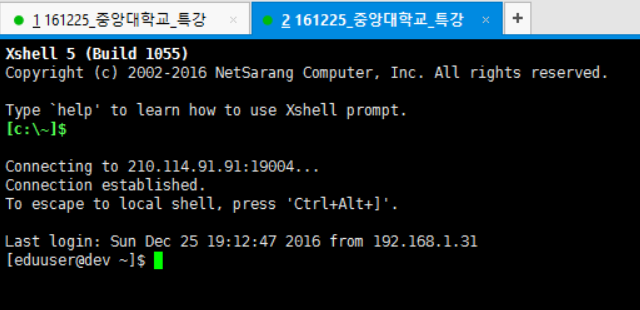 1 161225_중앙대학교_특강 ×
2 161225_중앙대학교_특강 ×
+
Xshell 5 (Build 1055)
Copyright (c) 2002-2016 NetSarang Computer, Inc. All rights reserved.
Type `help' to learn how to use Xshell prompt.
[c:\~]$
Connecting to 210.114.91.91:19004...
Connection established.
To escape to local shell, press 'Ctrl+Alt+]'.
Last login: Sun Dec 25 19:12:47 2016 from 192.168.1.31
[eduuser@dev ~]$